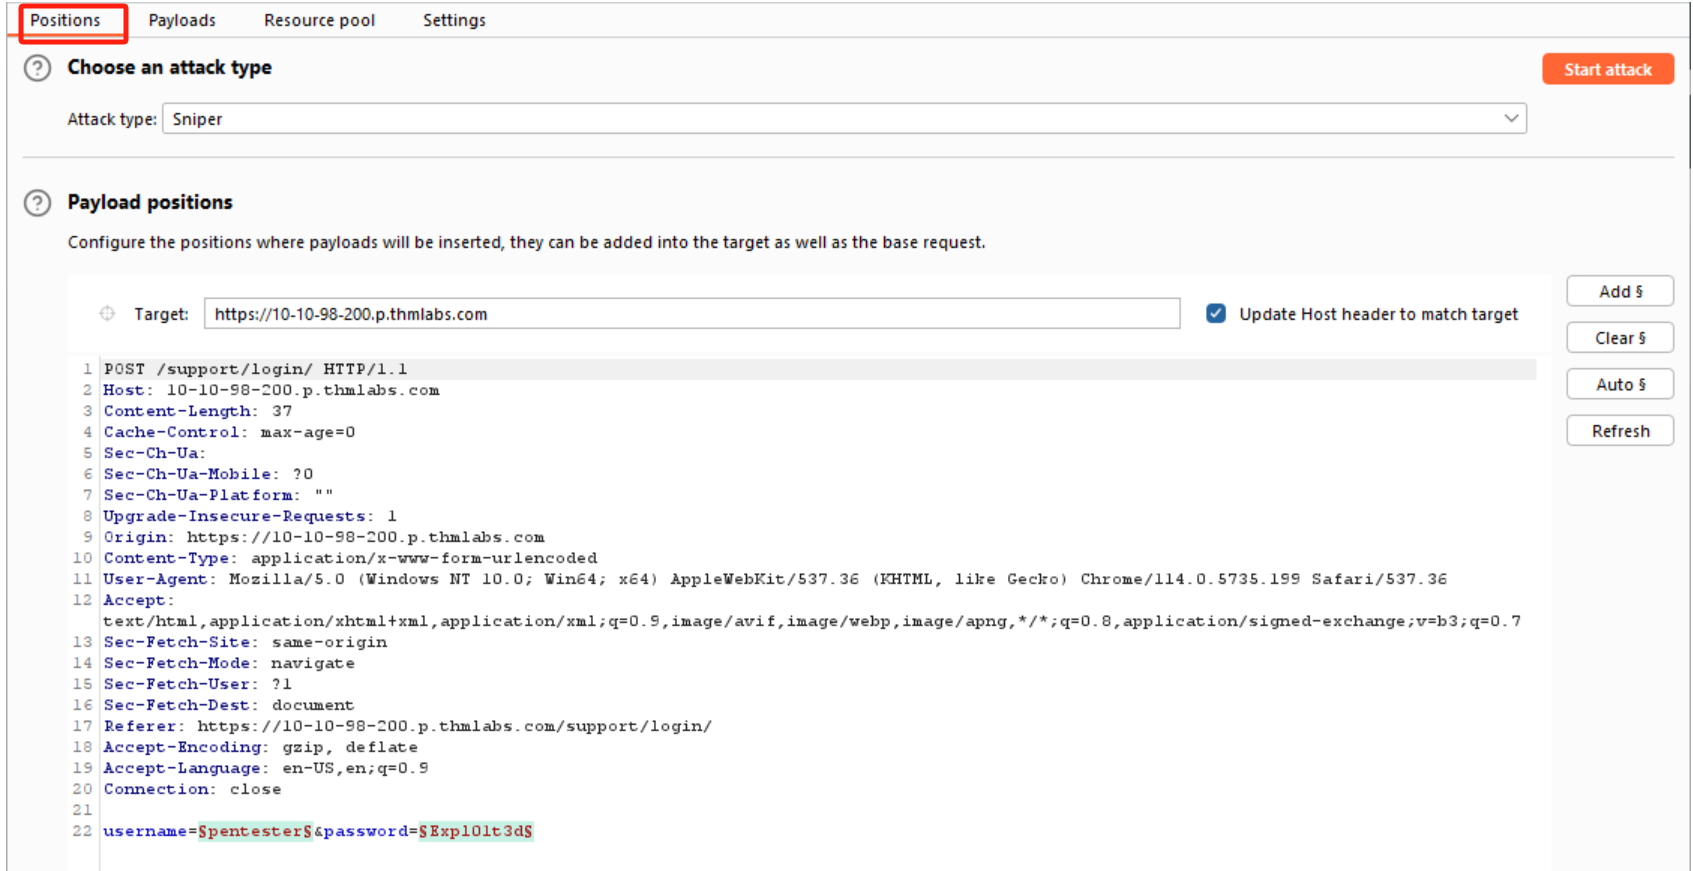 Positions Payloads Resource pool Settings
? Choose an attack type
Start attack
Attack type: Sniper
? Payload positions
Configure the positions where payloads will be inserted, they can be added into the target as well as the base request.
Add §
Target: https://10-10-98-200.p.thmlabs.com Update Host header to match target
Clear §
Auto §
Refresh
1 POST /support/login/ HTTP/1.1
2 Host: 10-10-98-200.p.thmlabs.com
3 Content-Length: 37
4 Cache-Control: max-age=0
5 Sec-Ch-Ua:
6 Sec-Ch-Ua-Mobile: ?0
7 Sec-Ch-Ua-Platform: ""
8 Upgrade-Insecure-Requests: 1
9 Origin: https://10-10-98-200.p.thmlabs.com
10 Content-Type: application/x-www-form-urlencoded
11 User-Agent: Mozilla/5.0 (Windows NT 10.0; Win64; x64) AppleWebKit/537.36 (KHTML, like Gecko) Chrome/114.0.5735.199 Safari/537.36
12 Accept:
text/html,application/xhtml+xml,application/xml;q=0.9,image/avif,image/webp,image/apng,*/*;q=0.8,application/signed-exchange;v=b3;q=0.7
13 Sec-Fetch-Site: same-origin
14 Sec-Fetch-Mode: navigate
15 Sec-Fetch-User: ?1
16 Sec-Fetch-Dest: document
17 Referer: https://10-10-98-200.p.thmlabs.com/support/login/
18 Accept-Encoding: gzip, deflate
19 Accept-Language: en-US,en;q=0.9
20 Connection: close
21
22 username=§pentester§&password=§Expl01t3d§